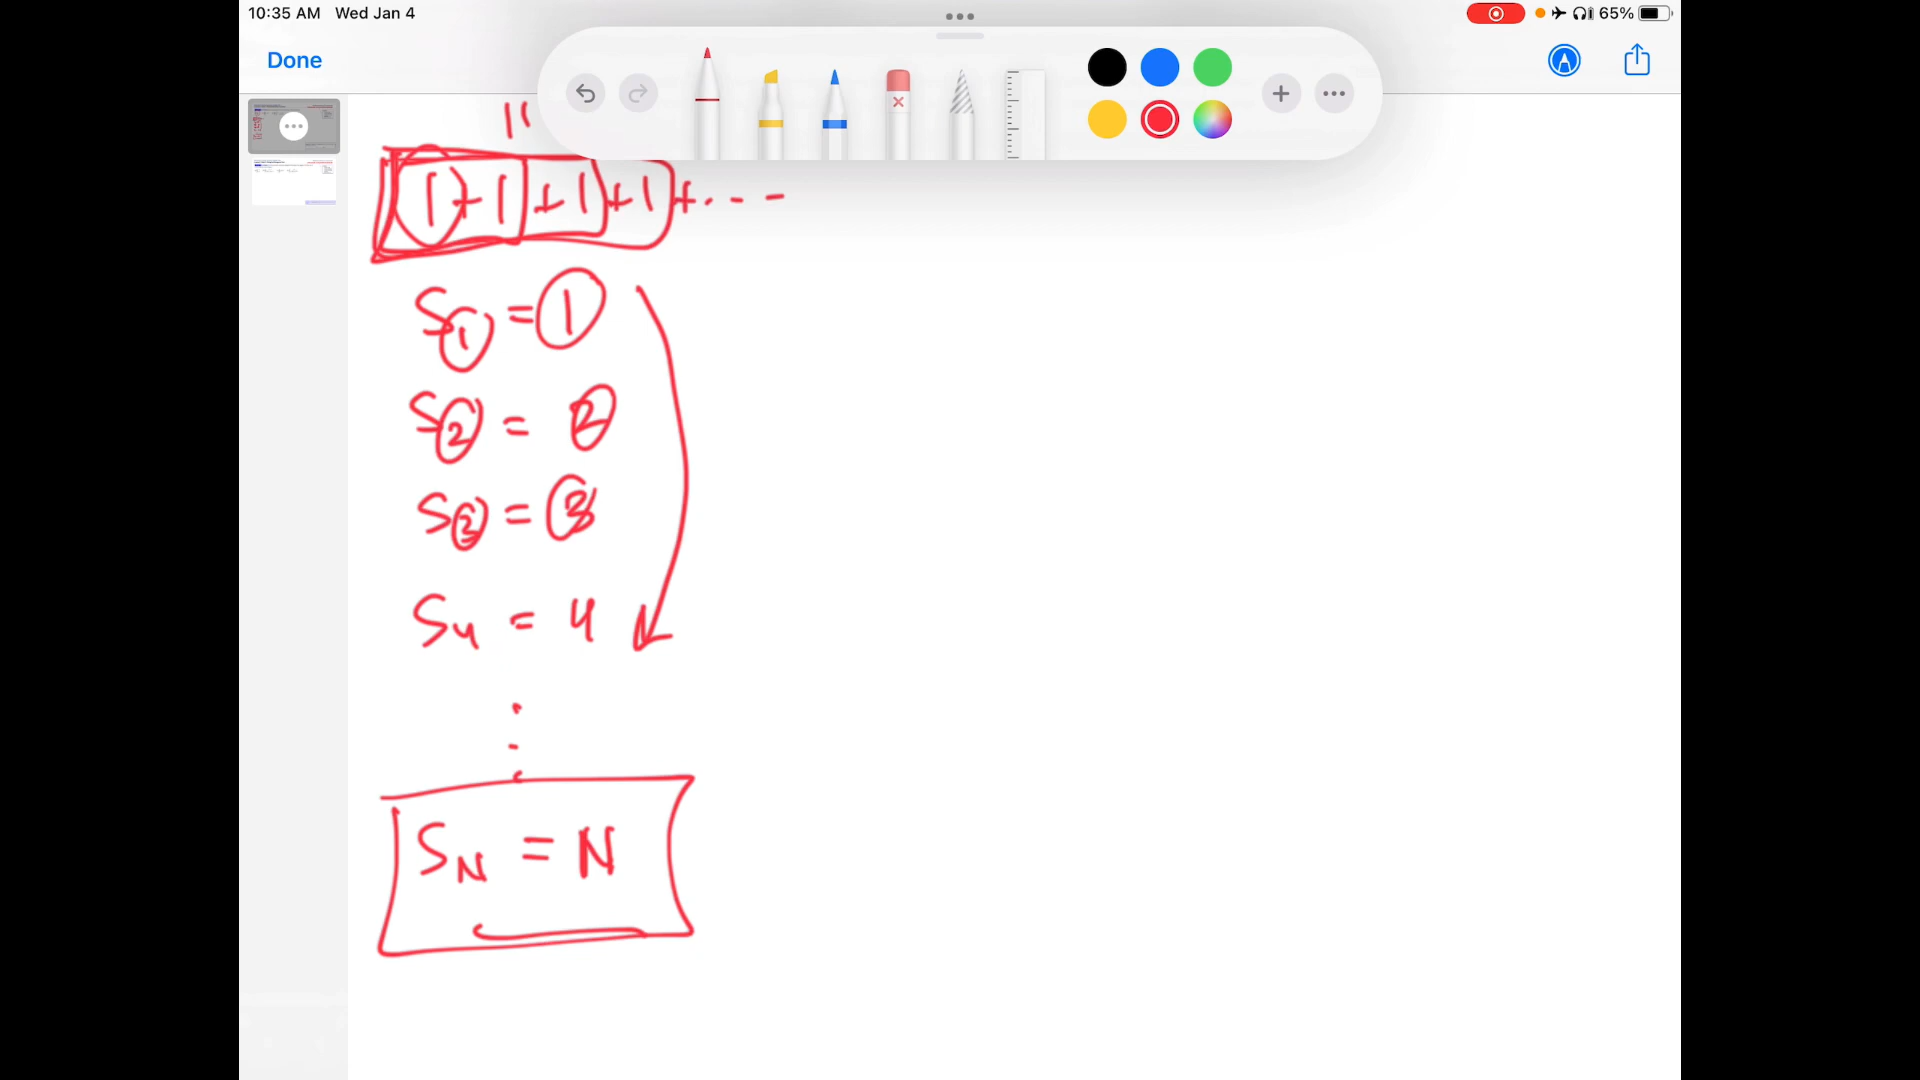 10:35 AM Wed Jan 4
65%
Done
1 + 1 + 1 + 1 + . - -
S1 = 1
S2 = 2
S3 = 3
S4 = 4
SN = N